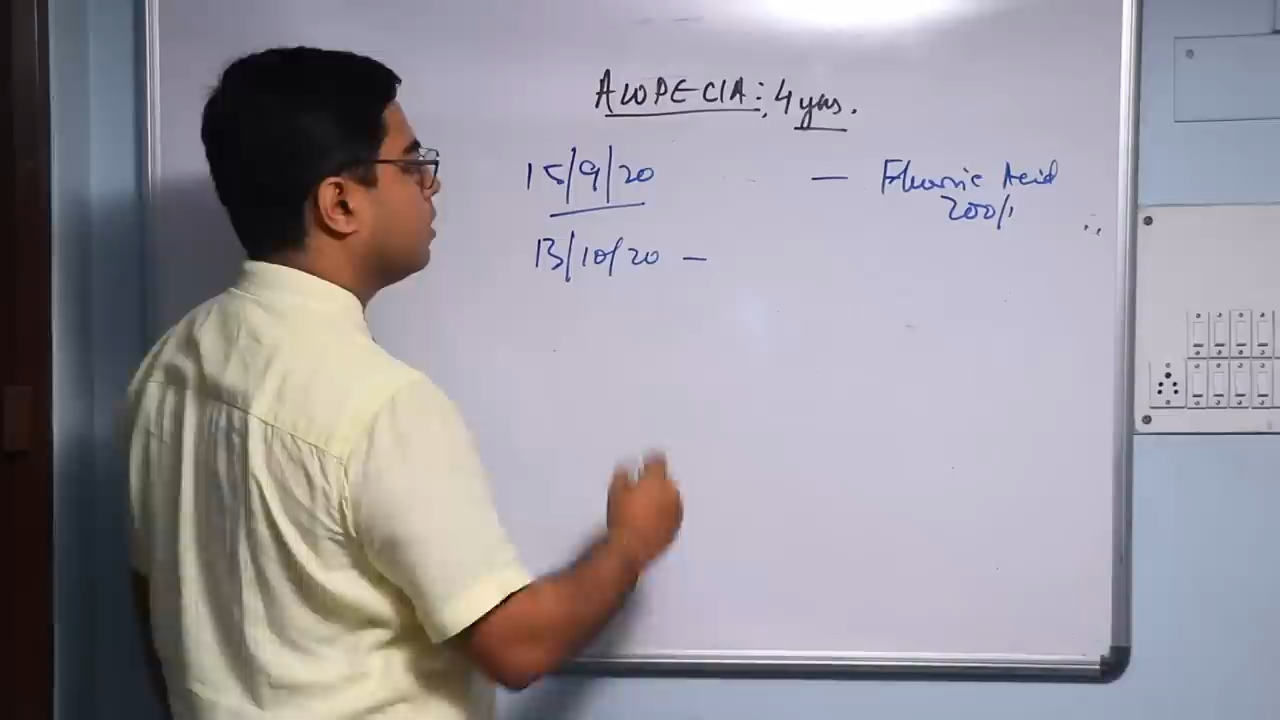 ALOPECIA: 4 yrs.
15/9/20 — Fluoric Acid
200/1
13/10/20 —